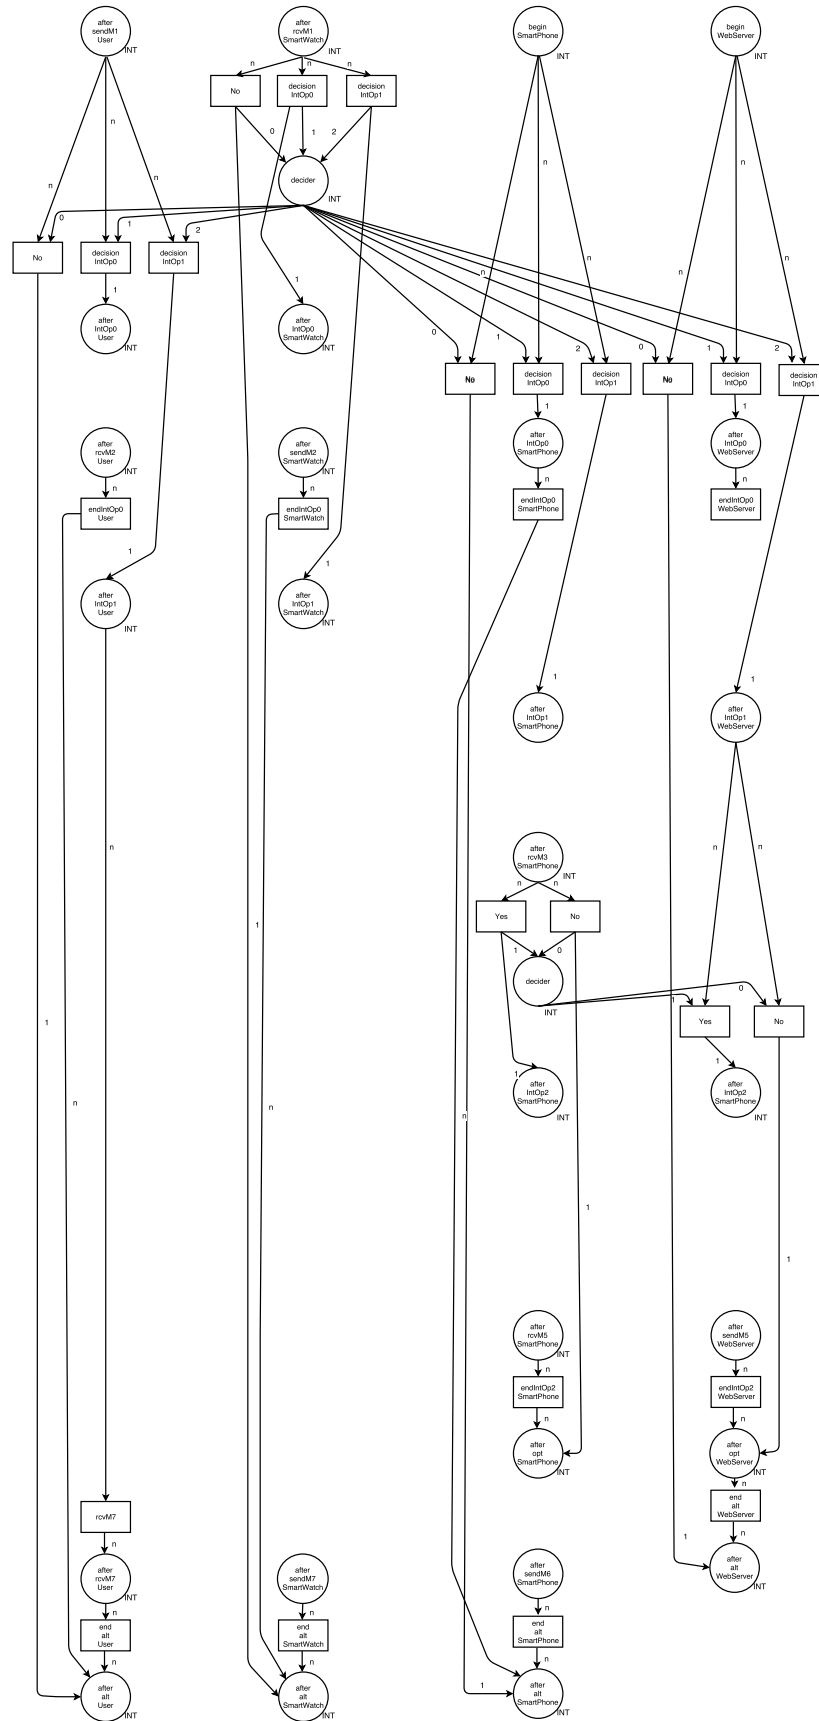 after
sendM1
User
INT
after
rcvM1
SmartWatch
INT
begin
SmartPhone
INT
begin
WebServer
INT
n
n
n
No
decision
IntOp0
decision
IntOp1
n
n
n
0
1
2
decider
INT
n
n
n
n
0
1
2
No
decision
IntOp0
decision
IntOp1
n
n
n
n
1
1
after
IntOp0
User
INT
after
IntOp0
SmartWatch
INT
0
1
2
0
1
2
No
decision
IntOp0
decision
IntOp1
No
decision
IntOp0
decision
IntOp1
1
1
after
rcvM2
User
INT
after
sendM2
SmartWatch
INT
after
IntOp0
SmartPhone
after
IntOp0
WebServer
n
n
n
n
endIntOp0
User
endIntOp0
SmartWatch
endIntOp0
SmartPhone
endIntOp0
WebServer
1
1
after
IntOp1
User
INT
after
IntOp1
SmartWatch
INT
1
1
after
IntOp1
SmartPhone
after
IntOp1
WebServer
n
n
n
after
rcvM3
SmartPhone
INT
n
n
Yes
No
1
1
0
decider
INT
0
1
Yes
No
1
1
1
after
IntOp2
SmartPhone
INT
after
IntOp2
SmartPhone
INT
n
n
n
1
1
after
rcvM5
SmartPhone
INT
after
sendM5
WebServer
n
n
endIntOp2
SmartPhone
endIntOp2
WebServer
n
n
after
opt
SmartPhone
INT
after
opt
WebServer
INT
n
end
alt
WebServer
rcvM7
n
n
1
after
rcvM7
User
INT
after
sendM7
SmartWatch
after
sendM6
SmartPhone
after
alt
WebServer
INT
n
n
n
end
alt
User
end
alt
SmartWatch
end
alt
SmartPhone
n
n
n
1
after
alt
User
INT
after
alt
SmartWatch
INT
after
alt
SmartPhone
INT